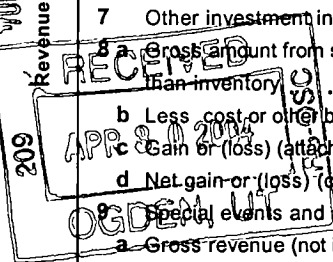 Revenue
7 Other investment in
8 a Gross amount from s
than inventory
b Less cost or other b
c Gain or (loss) (attach
d Net gain or (loss) (c
9 Special events and
a Gross revenue (not i
RECEIVED
209
APR 30 2004
OSC
OGDEN, UT